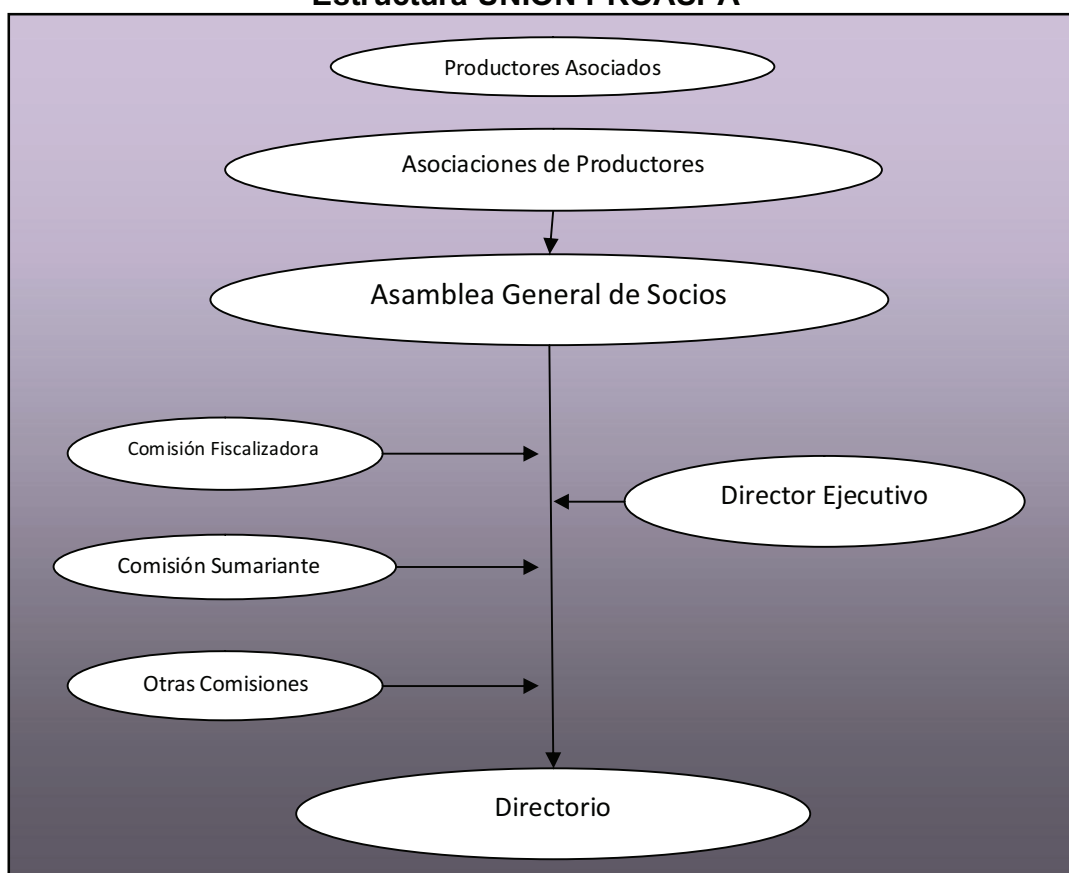 Estructura UNION PROASPA
Productores Asociados
Asociaciones de Productores
Asamblea General de Socios
Comisión Fiscalizadora
Director Ejecutivo
Comisión Sumariante
Otras Comisiones
Directorio